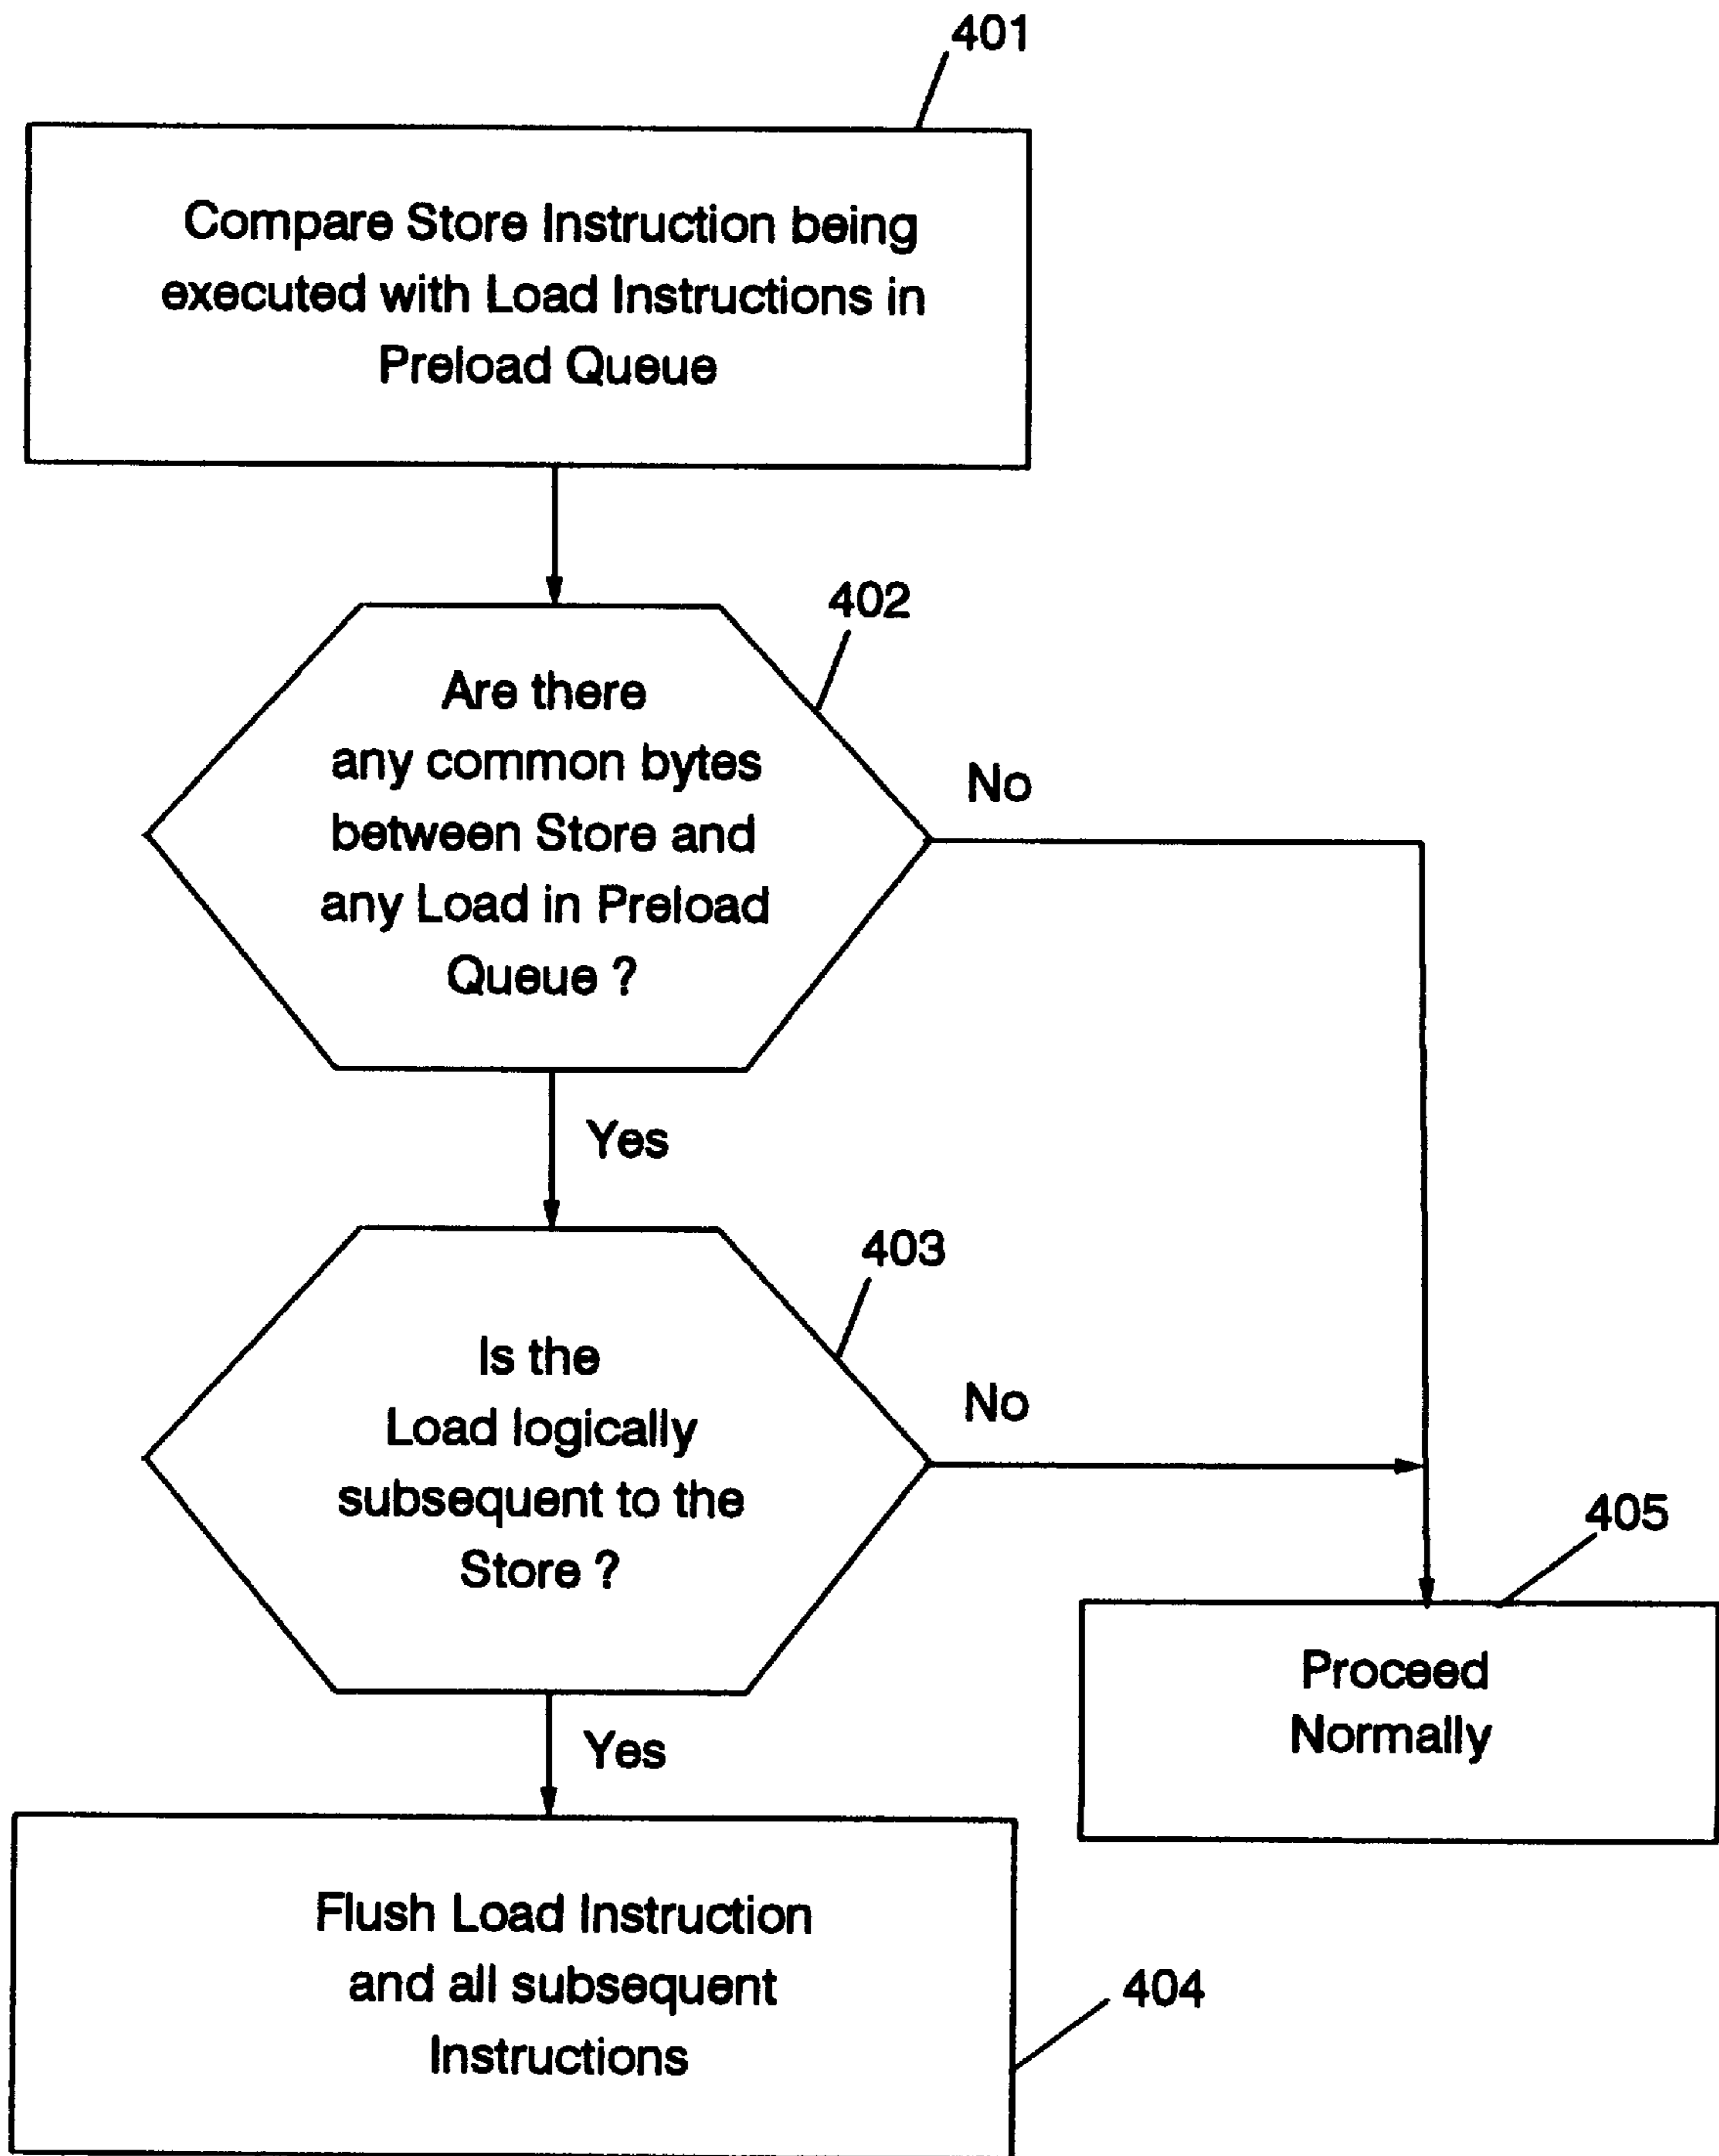 401
Compare Store Instruction being
executed with Load Instructions in
Preload Queue
402
Are there
any common bytes
between Store and
any Load in Preload
Queue ?
No
Yes
403
Is the
Load logically
subsequent to the
Store ?
No
405
Proceed
Normally
Yes
Flush Load Instruction
and all subsequent
Instructions
404